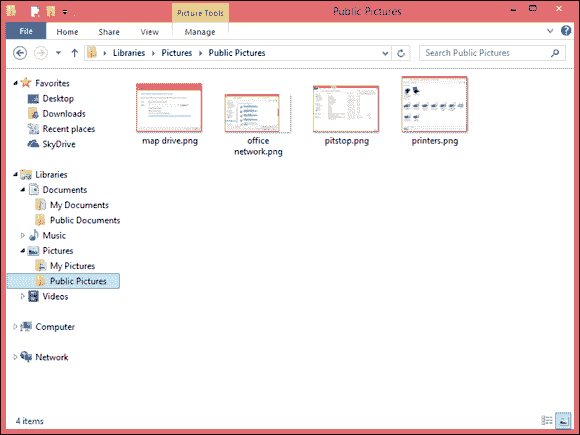 Picture Tools
Public Pictures
File Home Share View Manage
Libraries Pictures Public Pictures
Search Public Pictures
Favorites
Desktop
Downloads
Recent places
SkyDrive
Libraries
Documents
My Documents
Public Documents
Music
Pictures
My Pictures
Public Pictures
Videos
Computer
Network
map drive.png
office
network.png
pitstop.png
printers.png
4 items